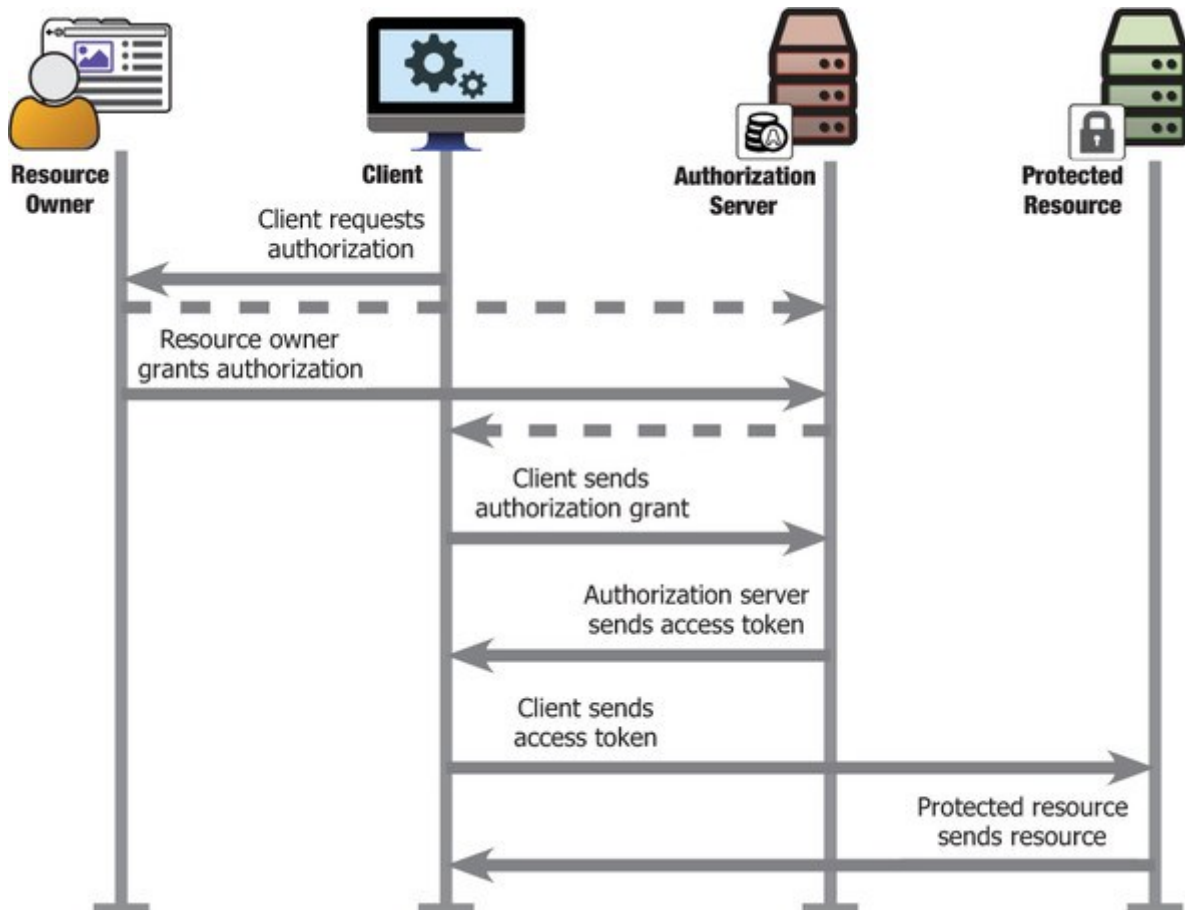 Resource
Owner
Client
Authorization
Server
Protected
Resource
Client requests
authorization
Resource owner
grants authorization
Client sends
authorization grant
Authorization server
sends access token
Client sends
access token
Protected resource
sends resource